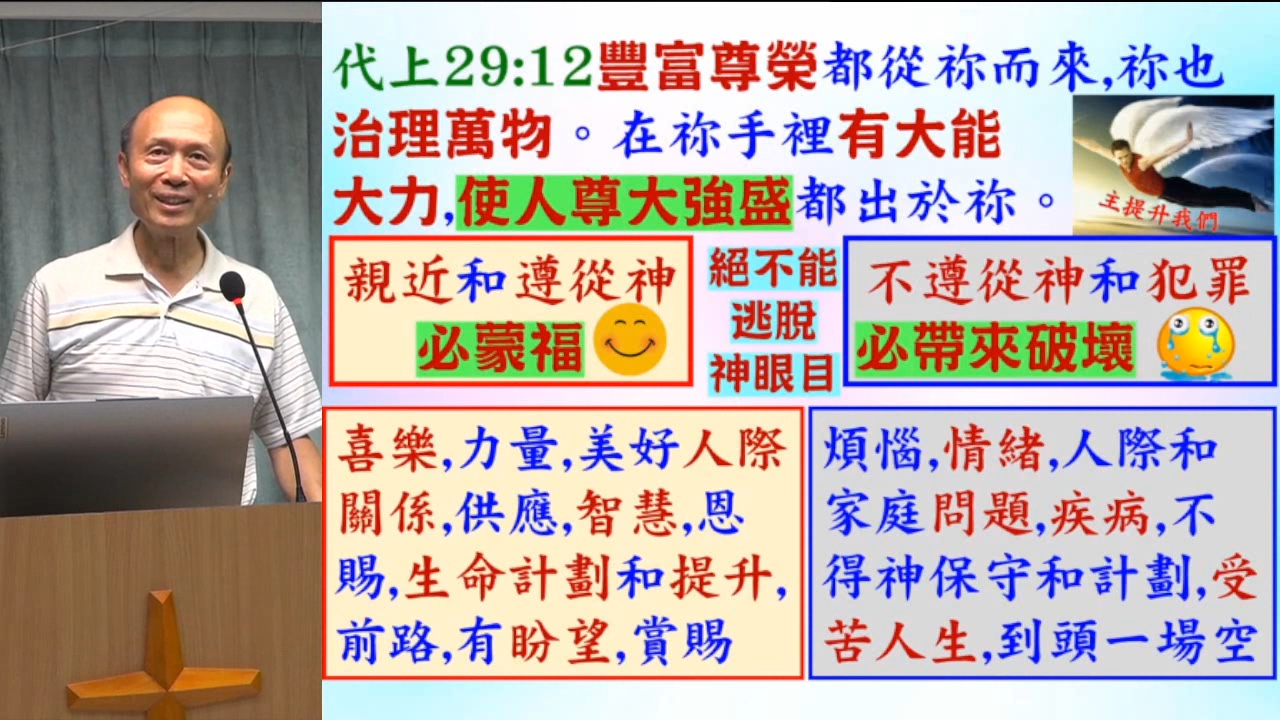 代上29:12豐富尊榮都從祢而來,祢也
治理萬物。在祢手裡有大能
大力,使人尊大強盛都出於祢。
主提升我們
親近和遵從神
必蒙福
絕不能
逃脫
神眼目
不遵從神和犯罪
必帶來破壞
喜樂,力量,美好人際
關係,供應,智慧,恩
賜,生命計劃和提升,
前路,有盼望,賞賜
煩惱,情緒,人際和
家庭問題,疾病,不
得神保守和計劃,受
苦人生,到頭一場空
Lenovo